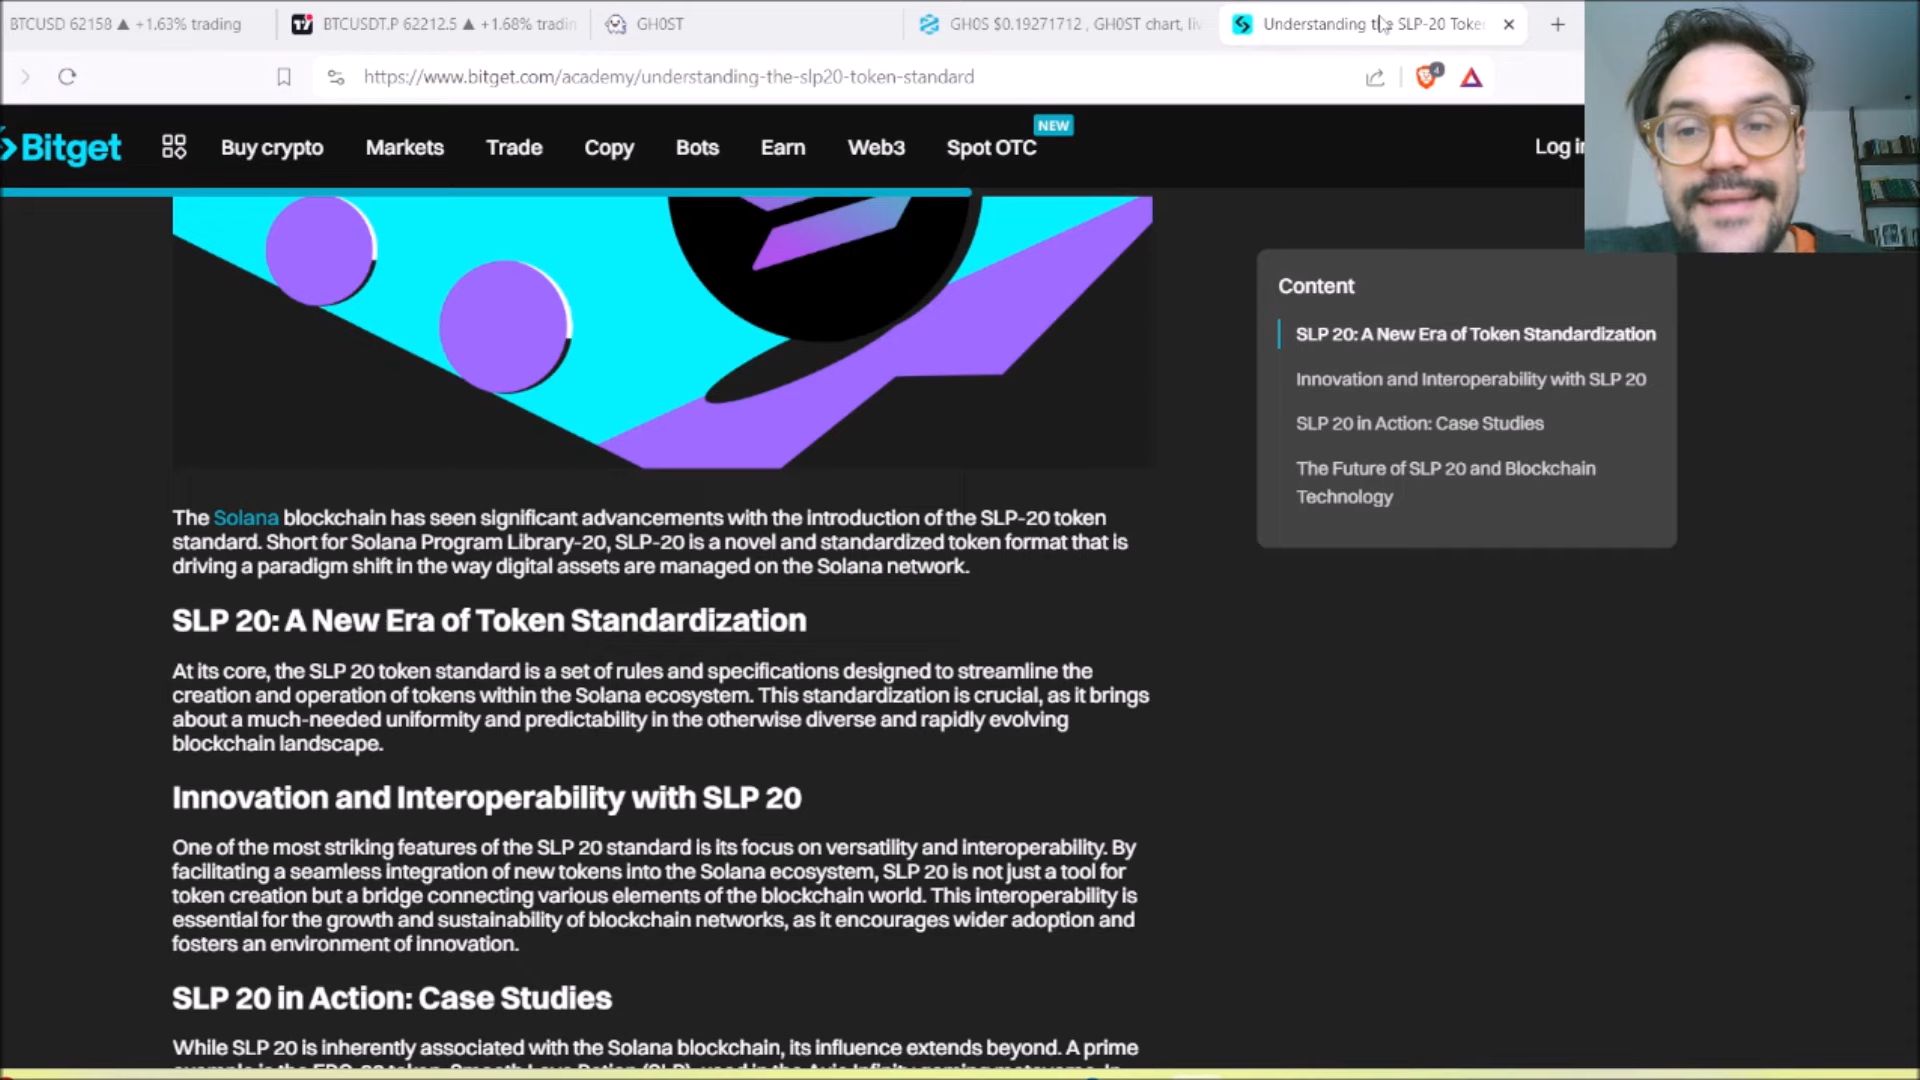 BTCUSD 62158 ▲ +1.63% trading
BTCUSDT.P 62212.5 ▲ +1.68% tradin
GH0ST
GH0S $0.19271712 , GH0ST chart, liv
Understanding the SLP-20 Toke
https://www.bitget.com/academy/understanding-the-slp20-token-standard
4
Bitget
Buy crypto
Markets
Trade
Copy
Bots
Earn
Web3
Spot OTC
NEW
Log in
Content
SLP 20: A New Era of Token Standardization
Innovation and Interoperability with SLP 20
SLP 20 in Action: Case Studies
The Future of SLP 20 and Blockchain
Technology
The Solana blockchain has seen significant advancements with the introduction of the SLP-20 token
standard. Short for Solana Program Library-20, SLP-20 is a novel and standardized token format that is
driving a paradigm shift in the way digital assets are managed on the Solana network.
SLP 20: A New Era of Token Standardization
At its core, the SLP 20 token standard is a set of rules and specifications designed to streamline the
creation and operation of tokens within the Solana ecosystem. This standardization is crucial, as it brings
about a much-needed uniformity and predictability in the otherwise diverse and rapidly evolving
blockchain landscape.
Innovation and Interoperability with SLP 20
One of the most striking features of the SLP 20 standard is its focus on versatility and interoperability. By
facilitating a seamless integration of new tokens into the Solana ecosystem, SLP 20 is not just a tool for
token creation but a bridge connecting various elements of the blockchain world. This interoperability is
essential for the growth and sustainability of blockchain networks, as it encourages wider adoption and
fosters an environment of innovation.
SLP 20 in Action: Case Studies
While SLP 20 is inherently associated with the Solana blockchain, its influence extends beyond. A prime